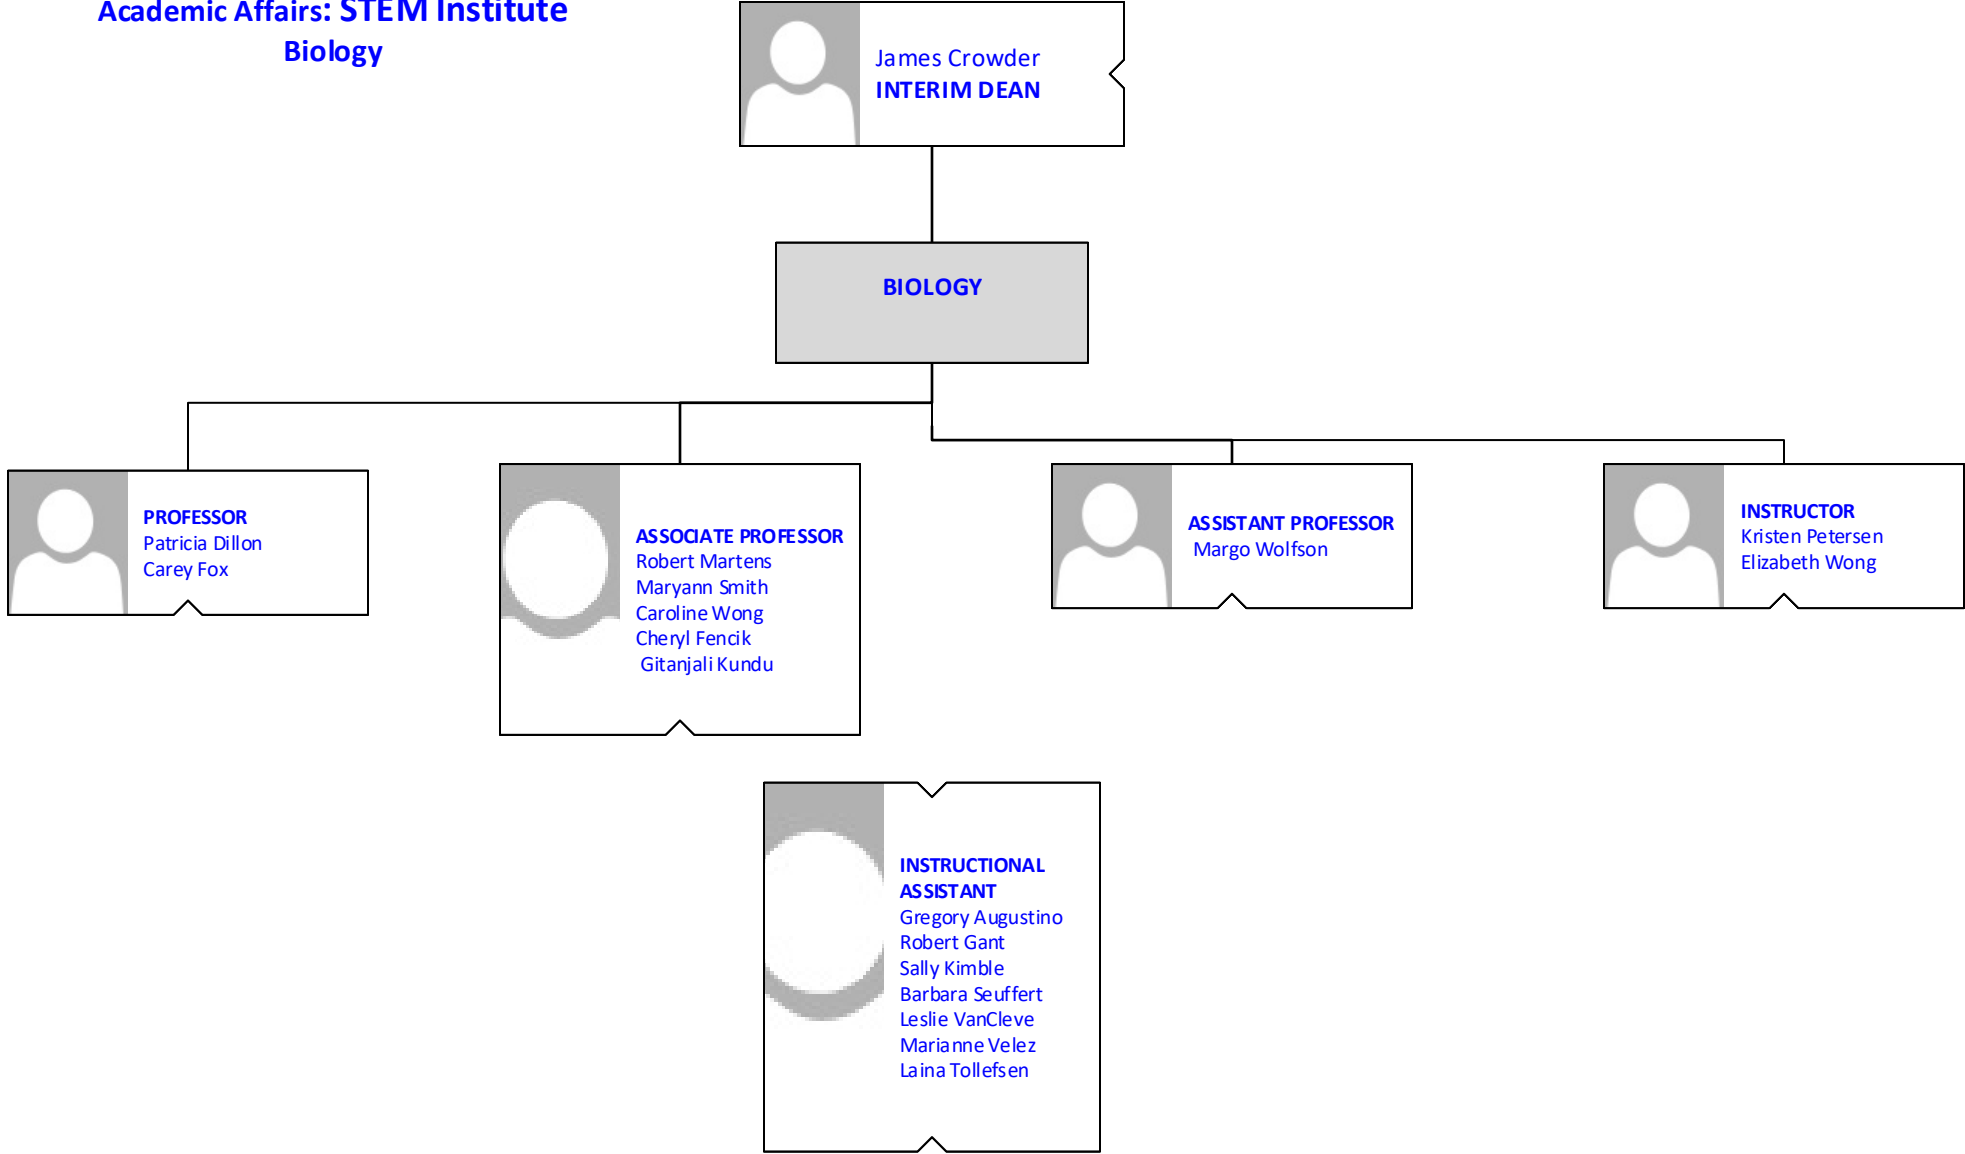 Academic Affairs: STEM Institute
Biology
James Crowder
INTERIM DEAN
BIOLOGY
PROFESSOR
Patricia Dillon
Carey Fox
ASSOCIATE PROFESSOR
Robert Martens
Maryann Smith
Caroline Wong
Cheryl Fencik
Gitanjali Kundu
ASSISTANT PROFESSOR
Margo Wolfson
INSTRUCTOR
Kristen Petersen
Elizabeth Wong
INSTRUCTIONAL
ASSISTANT
Gregory Augustino
Robert Gant
Sally Kimble
Barbara Seuffert
Leslie VanCleve
Marianne Velez
Laina Tollefsen